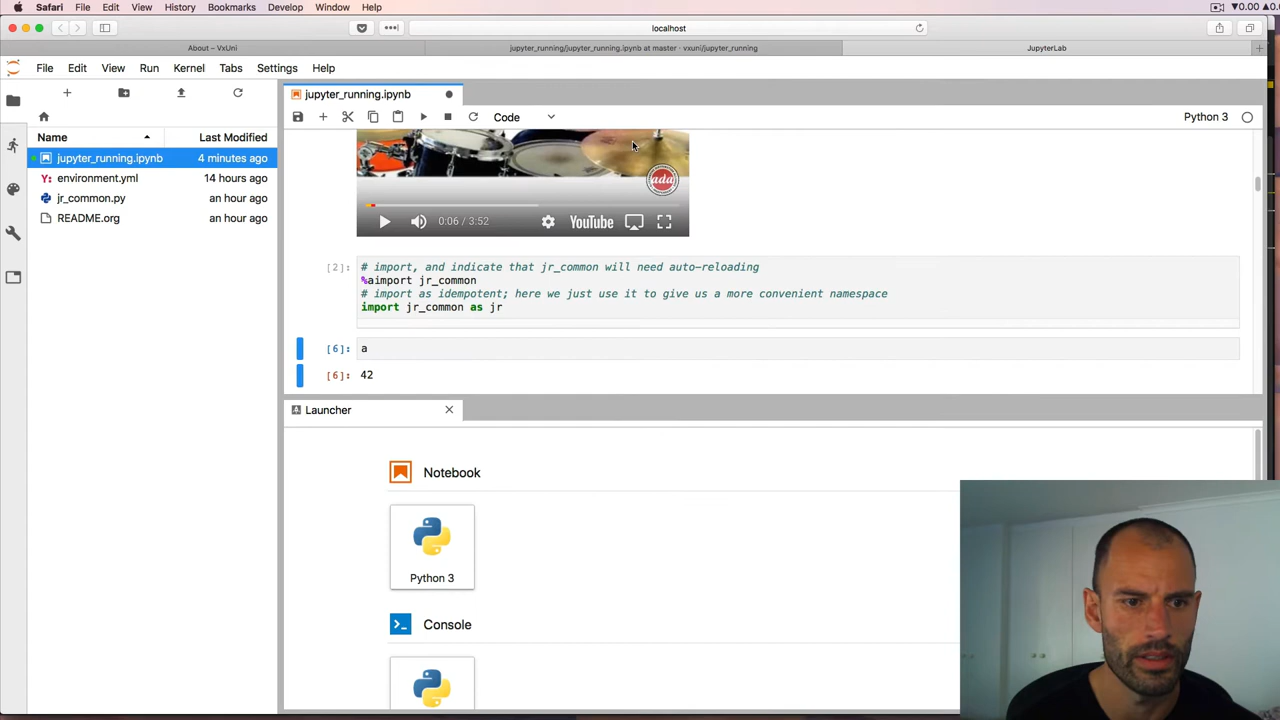 Safari File Edit View History Bookmarks Develop Window Help
▼0.00 ▲0.
localhost
About – VxUni
jupyter_running/jupyter_running.ipynb at master · vxuni/jupyter_running
JupyterLab
File Edit View Run Kernel Tabs Settings Help
jupyter_running.ipynb
Code
Python 3
Name Last Modified
jupyter_running.ipynb 4 minutes ago
Y: environment.yml 14 hours ago
jr_common.py an hour ago
README.org an hour ago
ada
0:06 / 3:52 YouTube
[2]: # import, and indicate that jr_common will need auto-reloading
%aimport jr_common
# import as idempotent; here we just use it to give us a more convenient namespace
import jr_common as jr
[6]: a
[6]: 42
Launcher
Notebook
Python 3
>_ Console